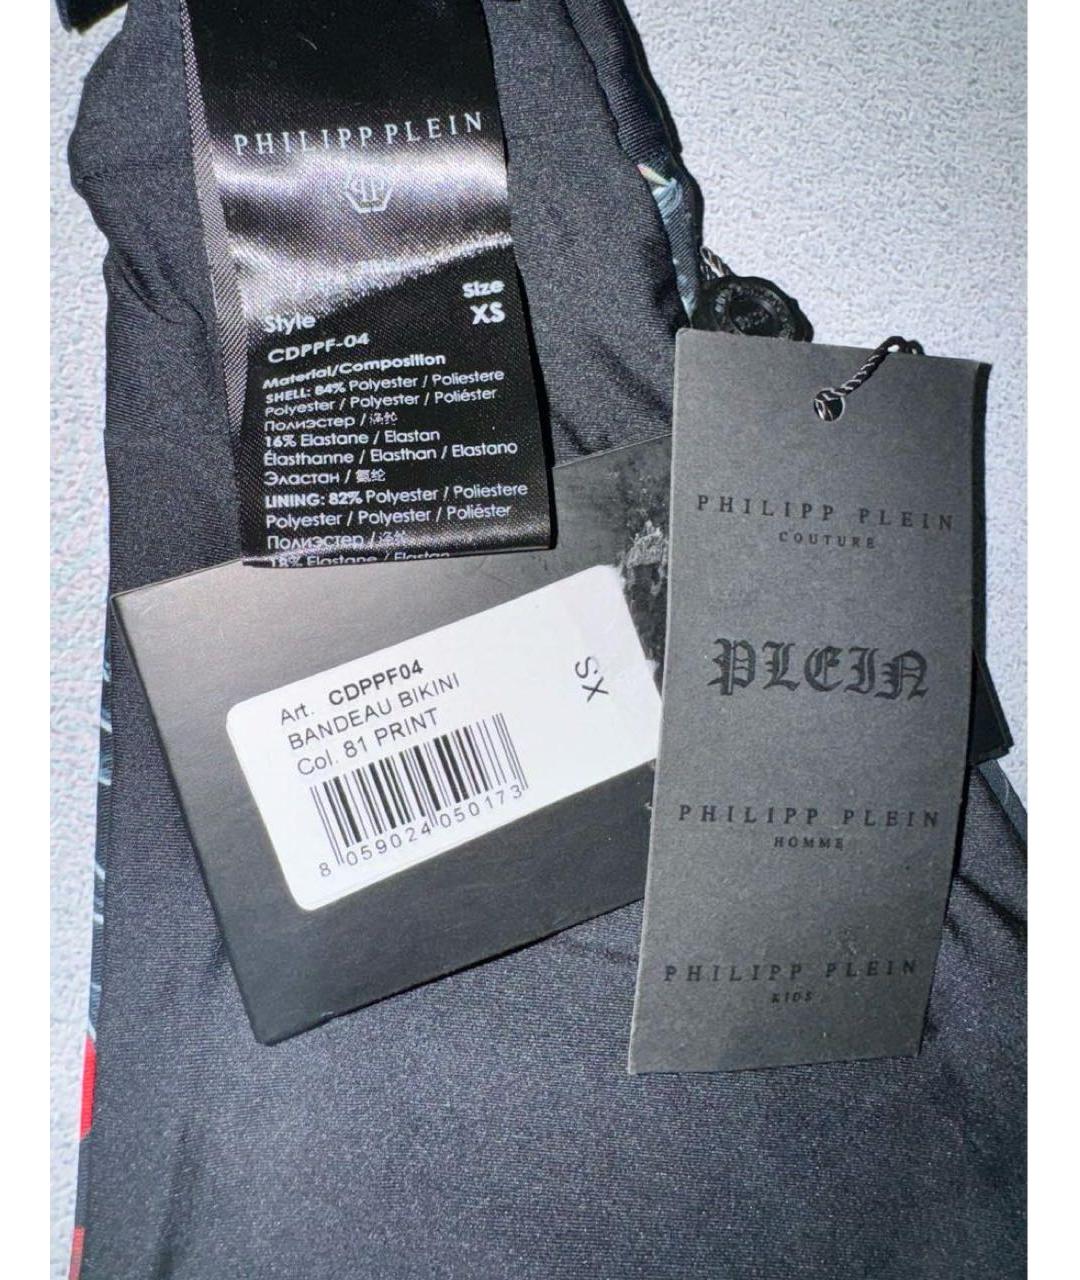 PHILIPP PLEIN
Size
XS
Style
CDPPF-04
Material/Composition
SHELL: 84% Polyester / Poliestere
Polyester / Polyester / Poliéster
Полиэстер / 涤纶
16% Elastane / Elastan
Élasthanne / Elasthan / Elastano
Эластан / 氨纶
LINING: 82% Polyester / Poliestere
Polyester / Polyester / Poliéster
Полиэстер / 涤纶
18% Elastane / Elastan
Art. CDPPF04
BANDEAU BIKINI
Col. 81 PRINT
XS
8 059024 050173
PHILIPP PLEIN
COUTURE
PLEIN
PHILIPP PLEIN
HOMME
PHILIPP PLEIN
KIDS